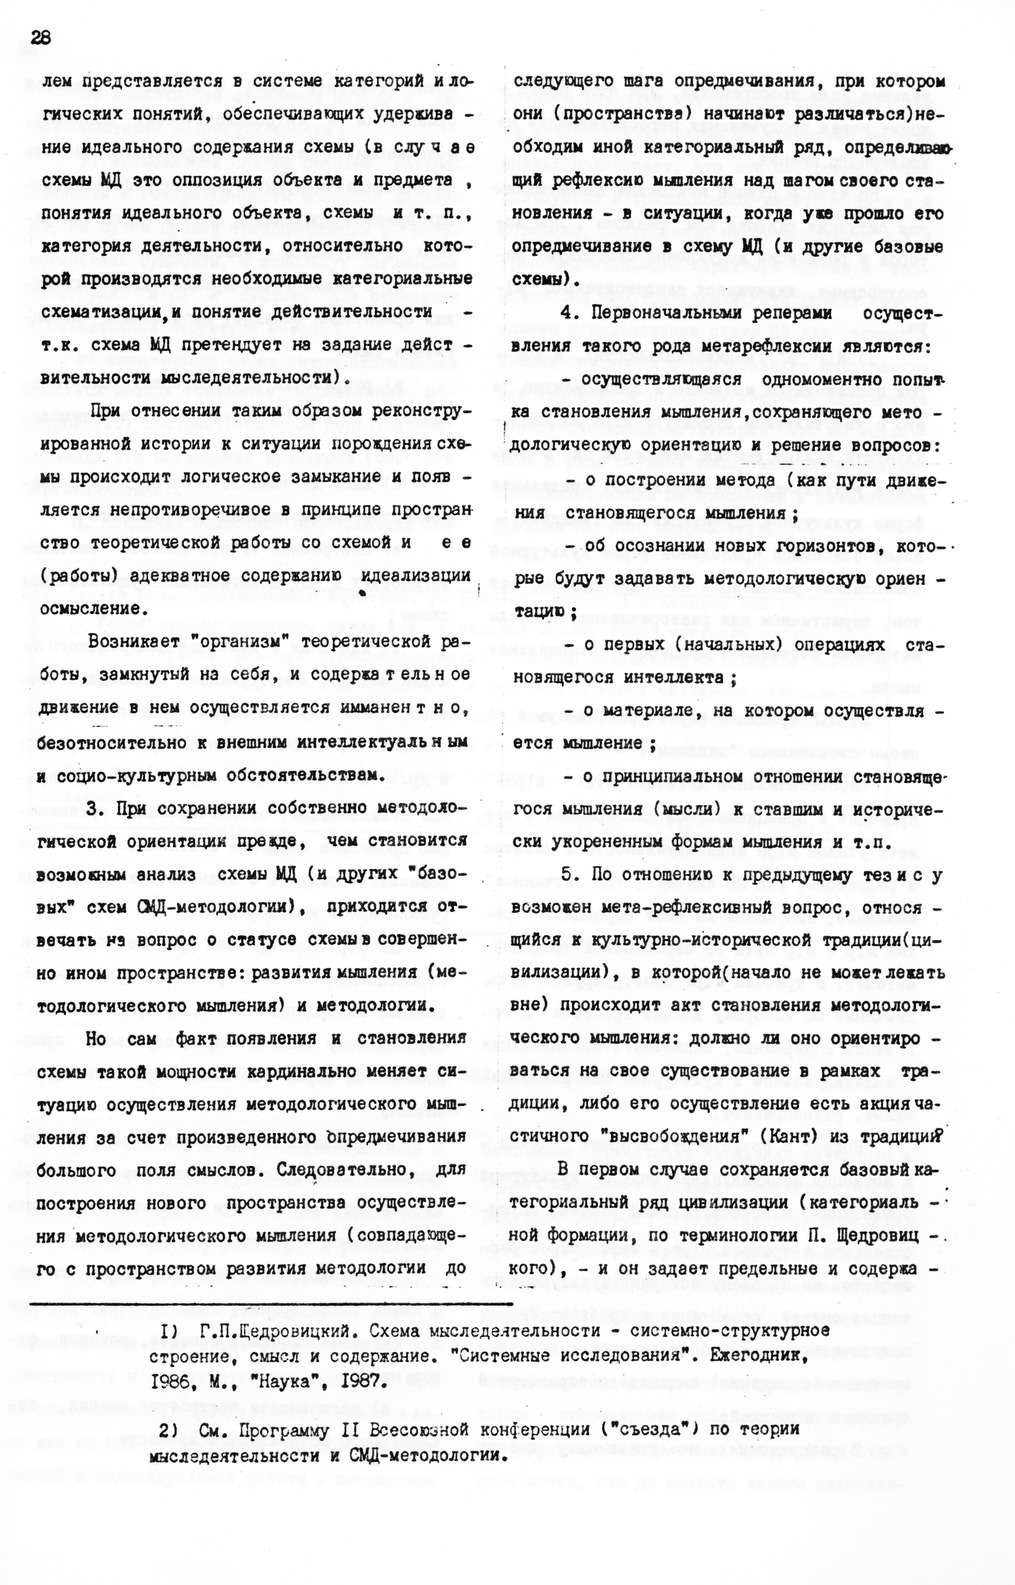 28
лем представляется в системе категорий и ло-
гических понятий, обеспечивающих удержива -
ние идеального содержания схемы (в случае
схемы МД это оппозиция объекта и предмета ,
понятия идеального объекта, схемы и т. п.,
категория деятельности, относительно кото-
рой производятся необходимые категориальные
схематизации,и понятие действительности -
т.к. схема МД претендует на задание дейст -
вительности мыследеятельности).
При отнесении таким образом реконстру-
ированной истории к ситуации порождения схе-
мы происходит логическое замыкание и появ -
ляется непротиворечивое в принципе простран-
ство теоретической работы со схемой и ее
(работы) адекватное содержанию идеализации
осмысление.
Возникает "организм" теоретической ра-
боты, замкнутый на себя, и содержательное
движение в нем осуществляется имманентно,
безотносительно к внешним интеллектуальным
и социо-культурным обстоятельствам.
3. При сохранении собственно методоло-
гической ориентации прежде, чем становится
возможным анализ схемы МД (и других "базо-
вых" схем СМД-методологии), приходится от-
вечать на вопрос о статусе схемы в совершен-
но ином пространстве: развития мышления (ме-
тодологического мышления) и методологии.
Но сам факт появления и становления
схемы такой мощности кардинально меняет си-
туацию осуществления методологического мыш-
ления за счет произведенного опредмечивания
большого поля смыслов. Следовательно, для
построения нового пространства осуществле-
ния методологического мышления (совпадающе-
го с пространством развития методологии до
следующего шага опредмечивания, при котором
они (пространства) начинают различаться)не-
обходим иной категориальный ряд, определяю-
щий рефлексию мышления над шагом своего ста-
новления - в ситуации, когда уже прошло его
опредмечивание в схему МД (и другие базовые
схемы).
4. Первоначальными реперами осущест-
вления такого рода метарефлексии являются:
- осуществляющаяся одномоментно попыт-
ка становления мышления,сохраняющего мето -
дологическую ориентацию и решение вопросов:
- о построении метода (как пути движе-
ния становящегося мышления ;
- об осознании новых горизонтов, кото-
рые будут задавать методологическую ориен -
тацию ;
- о первых (начальных) операциях ста-
новящегося интеллекта ;
- о материале, на котором осуществля -
ется мышление ;
- о принципиальном отношении становяще-
гося мышления (мысли) к ставшим и историче-
ски укорененным формам мышления и т.п.
5. По отношению к предыдущему тезису
возможен мета-рефлексивный вопрос, относя -
щийся к культурно-исторической традиции(ци-
вилизации), в которой(начало не может лежать
вне) происходит акт становления методологи-
ческого мышления: должно ли оно ориентиро -
ваться на свое существование в рамках тра-
диции, либо его осуществление есть акция ча-
стичного "высвобождения" (Кант) из традиций?
В первом случае сохраняется базовый ка-
тегориальный ряд цивилизации (категориаль -
ной формации, по терминологии П. Щедровиц -
кого), - и он задает предельные и содержа -
I) Г.П.Щедровицкий. Схема мыследеятельности - системно-структурное
строение, смысл и содержание. "Системные исследования". Ежегодник,
1986, М., "Наука", 1987.
2) См. Программу II Всесоюзной конференции ("съезда") по теории
мыследеятельности и СМД-методологии.